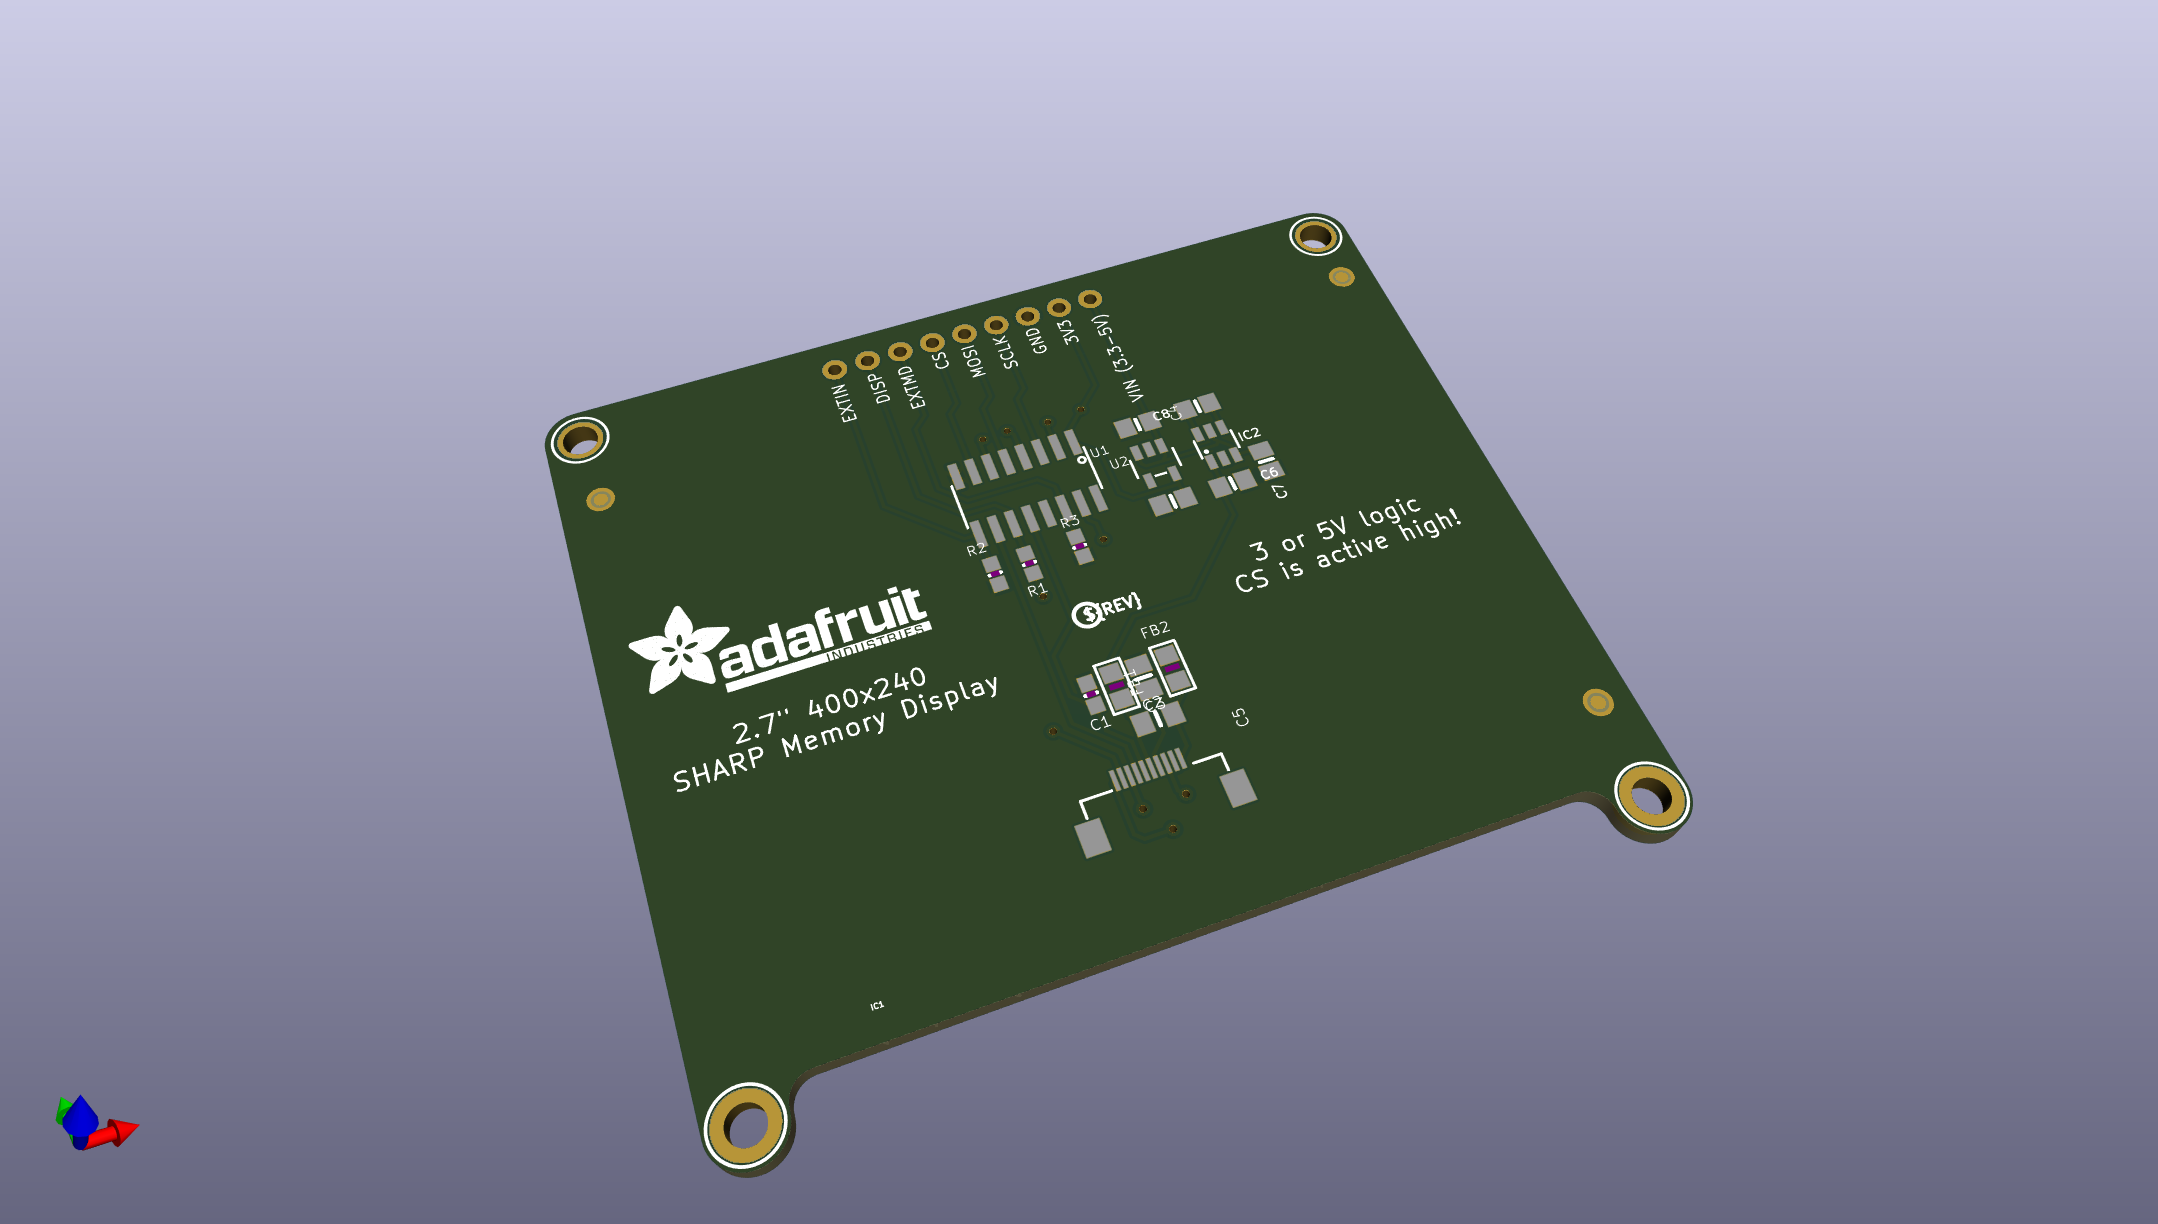 EXTIN
DISP
EXTMD
CS
MOSI
SCLK
GND
3V3
VIN (3.3-5V)
C8
U1
U2
IC2
C6
C7
R3
R2
R1
3 or 5V logic
CS is active high!
${REV}
adafruit
INDUSTRIES
2.7" 400x240
SHARP Memory Display
FB2
C1
C3
C5
IC1